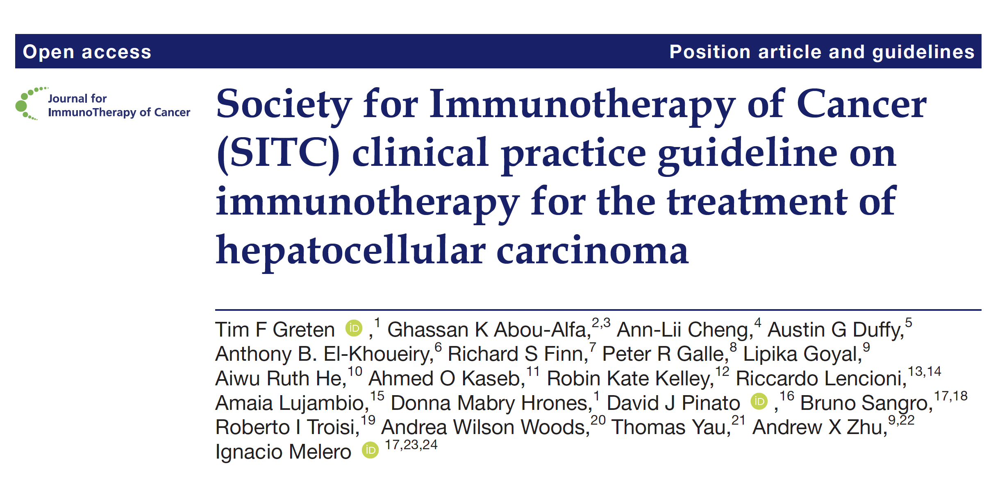 Open access
Position article and guidelines
Journal for
ImmunoTherapy of Cancer
Society for Immunotherapy of Cancer
(SITC) clinical practice guideline on
immunotherapy for the treatment of
hepatocellular carcinoma
Tim F Greten iD ,1 Ghassan K Abou-Alfa,2,3 Ann-Lii Cheng,4 Austin G Duffy,5
Anthony B. El-Khoueiry,6 Richard S Finn,7 Peter R Galle,8 Lipika Goyal,9
Aiwu Ruth He,10 Ahmed O Kaseb,11 Robin Kate Kelley,12 Riccardo Lencioni,13,14
Amaia Lujambio,15 Donna Mabry Hrones,1 David J Pinato iD ,16 Bruno Sangro,17,18
Roberto I Troisi,19 Andrea Wilson Woods,20 Thomas Yau,21 Andrew X Zhu,9,22
Ignacio Melero iD 17,23,24